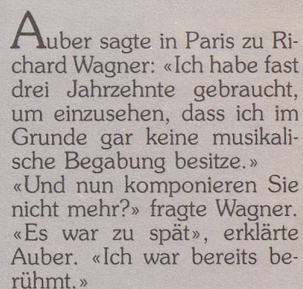 Auber sagte in Paris zu Ri-
chard Wagner: «Ich habe fast
drei Jahrzehnte gebraucht,
um einzusehen, dass ich im
Grunde gar keine musikali-
sche Begabung besitze.»
«Und nun komponieren Sie
nicht mehr?» fragte Wagner.
«Es war zu spät», erklärte
Auber. «Ich war bereits be-
rühmt.»